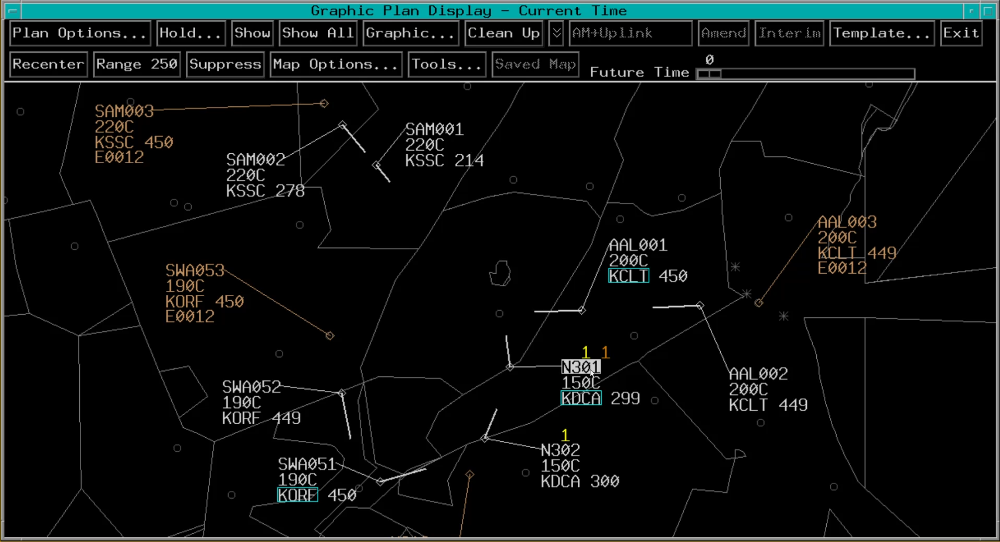 Graphic Plan Display - Current Time
Plan Options... Hold... Show Show All Graphic... Clean Up AM+Uplink Amend Interim Template... Exit
Recenter Range 250 Suppress Map Options... Tools... Saved Map Future Time 0
SAM003
220C
KSSC 450
E0012
SAM001
220C
KSSC 214
SAM002
220C
KSSC 278
AAL003
200C
KCLT 449
E0012
AAL001
200C
KCLT 450
SWA053
190C
KORF 450
E0012
1 1
N301
150C
KDCA 299
AAL002
200C
KCLT 449
SWA052
190C
KORF 449
1
N302
150C
KDCA 300
SWA051
190C
KORF 450